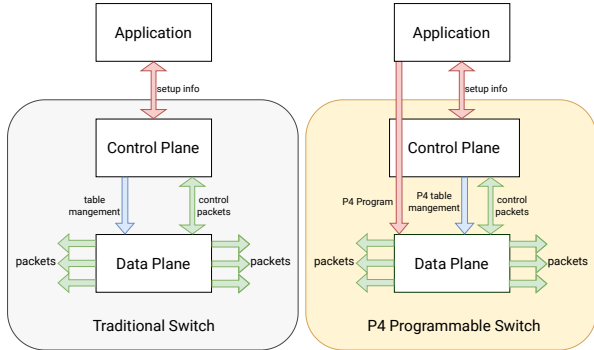 Application
setup info
Control Plane
table
mangement
control
packets
packets
Data Plane
packets
Traditional Switch
Application
setup info
Control Plane
P4 Program
P4 table
mangement
control
packets
packets
Data Plane
packets
P4 Programmable Switch